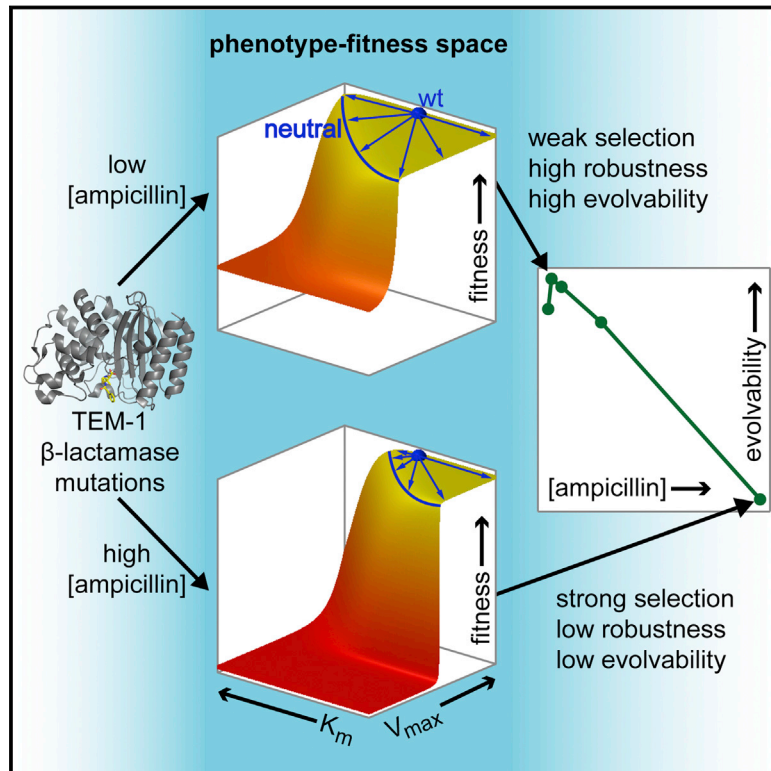 phenotype-fitness space
low
[ampicillin]
wt
neutral
fitness
weak selection
high robustness
high evolvability
TEM-1
β-lactamase
mutations
evolvability
[ampicillin]
high
[ampicillin]
fitness
strong selection
low robustness
low evolvability
Km
Vmax